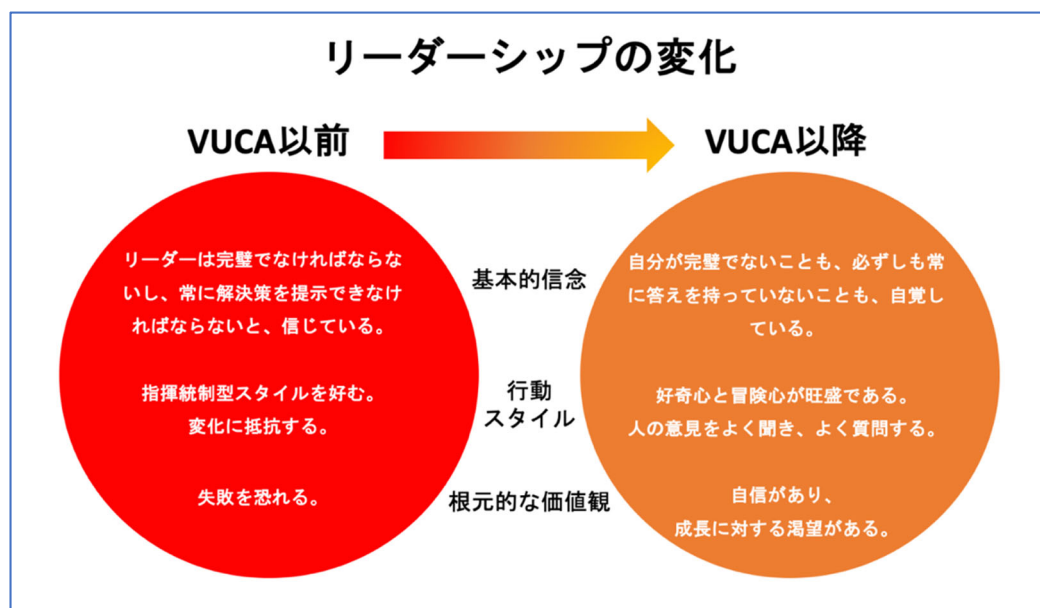 リーダーシップの変化
VUCA以前
VUCA以降
リーダーは完璧でなければならな
いし、常に解決策を提示できなけ
ればならないと、信じている。
基本的信念
自分が完璧でないことも、必ずしも常
に答えを持っていないことも、自覚し
ている。
指揮統制型スタイルを好む。
変化に抵抗する。
行動
スタイル
好奇心と冒険心が旺盛である。
人の意見をよく聞き、よく質問する。
失敗を恐れる。
根元的な価値観
自信があり、
成長に対する渇望がある。